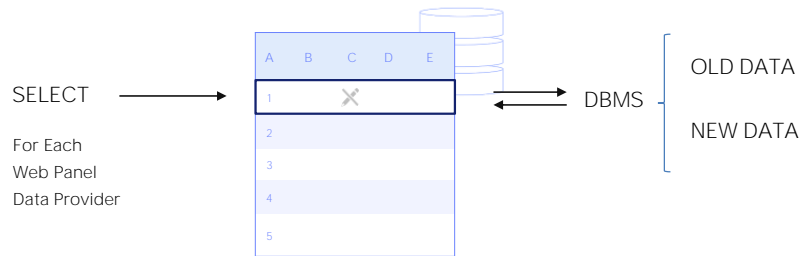 SELECT
For Each
Web Panel
Data Provider
A B C D E
1
2
3
4
5
DBMS
OLD DATA
NEW DATA